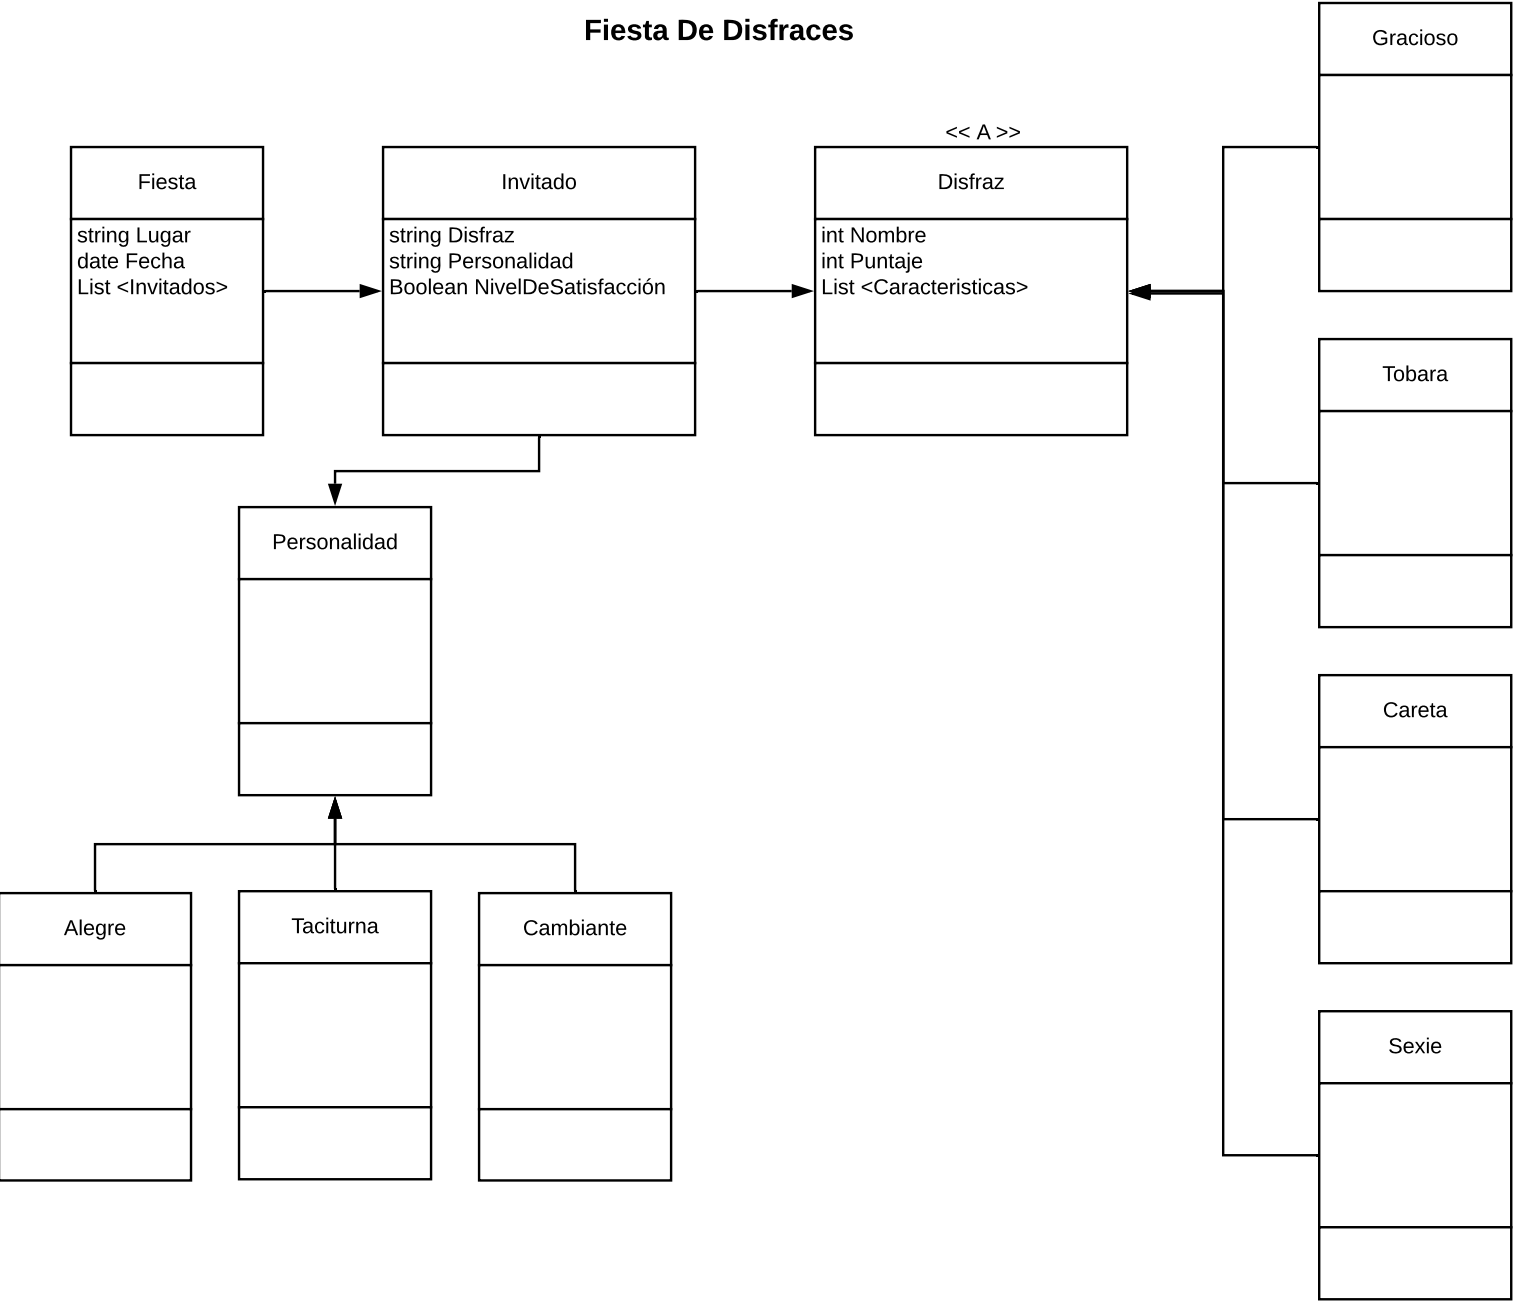 Fiesta De Disfraces
Gracioso
<< A >>
Fiesta
string Lugar
date Fecha
List <Invitados>
Invitado
string Disfraz
string Personalidad
Boolean NivelDeSatisfacción
Disfraz
int Nombre
int Puntaje
List <Caracteristicas>
Tobara
Personalidad
Careta
Alegre
Taciturna
Cambiante
Sexie